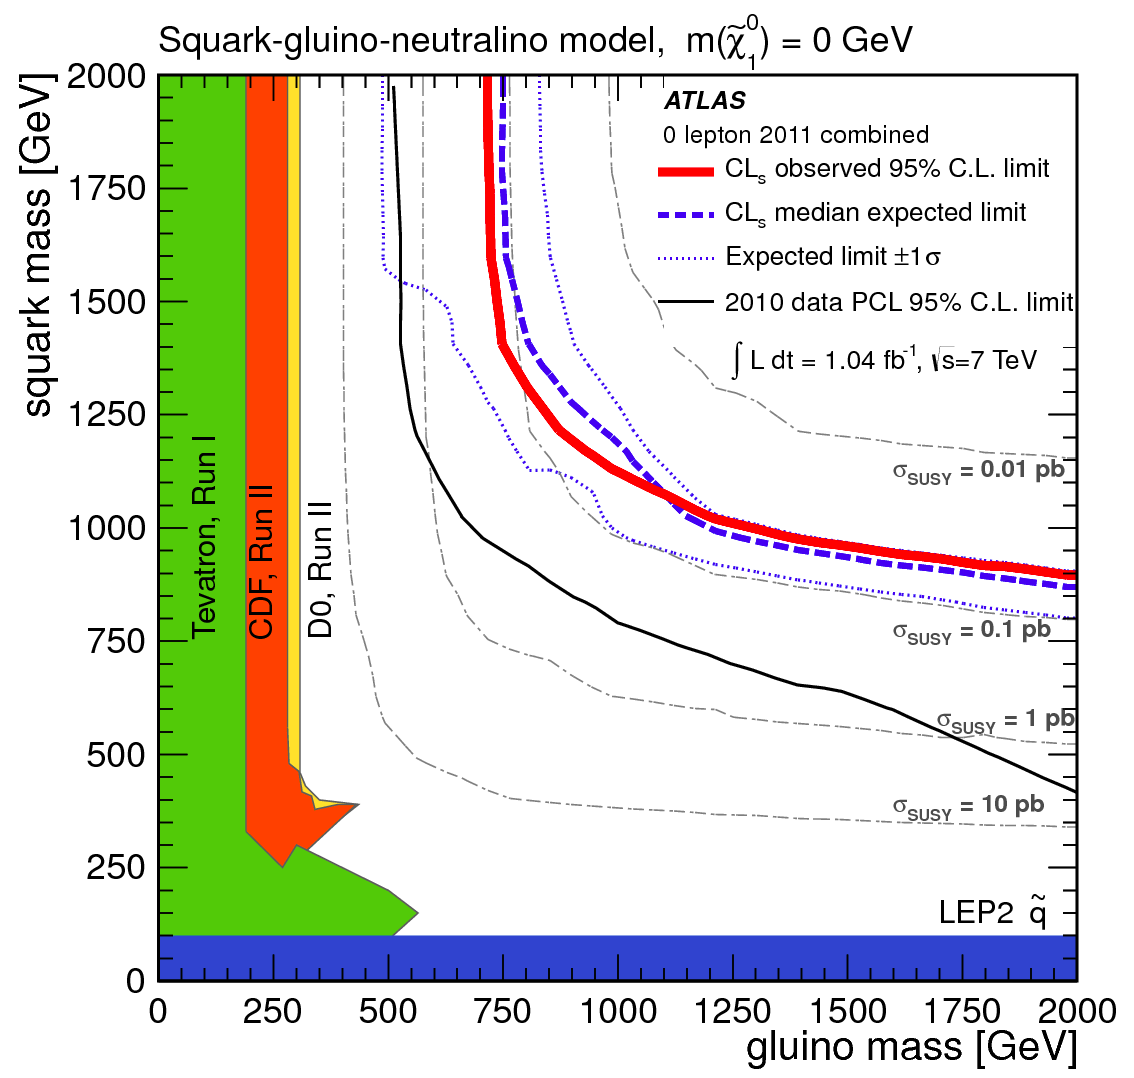 Squark-gluino-neutralino model, m(χ̃₁⁰) = 0 GeV
squark mass [GeV]
2000
1750
1500
1250
1000
750
500
250
0
ATLAS
0 lepton 2011 combined
CLs observed 95% C.L. limit
CLs median expected limit
Expected limit ±1σ
2010 data PCL 95% C.L. limit
∫ L dt = 1.04 fb⁻¹, √s=7 TeV
Tevatron, Run I
CDF, Run II
D0, Run II
σSUSY = 0.01 pb
σSUSY = 0.1 pb
σSUSY = 1 pb
σSUSY = 10 pb
LEP2 q̃
0 250 500 750 1000 1250 1500 1750 2000
gluino mass [GeV]